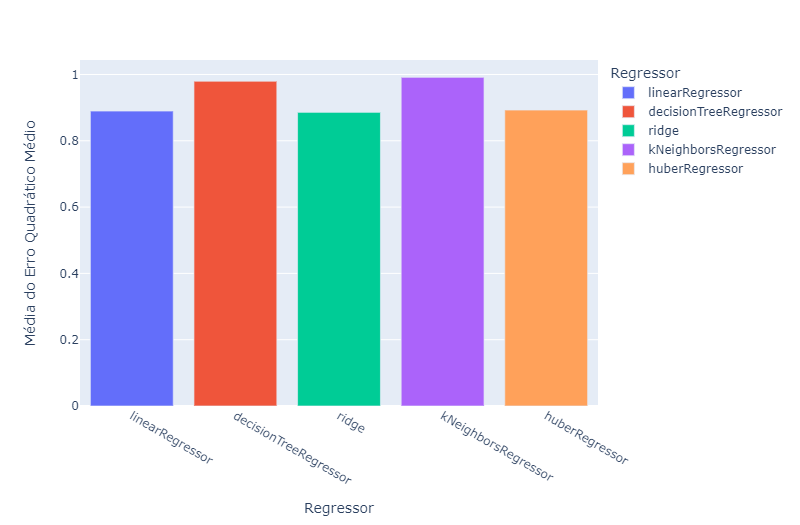 Regressor
linearRegressor
decisionTreeRegressor
ridge
kNeighborsRegressor
huberRegressor
Média do Erro Quadrático Médio
1
0.8
0.6
0.4
0.2
0
linearRegressor
decisionTreeRegressor
ridge
kNeighborsRegressor
huberRegressor
Regressor